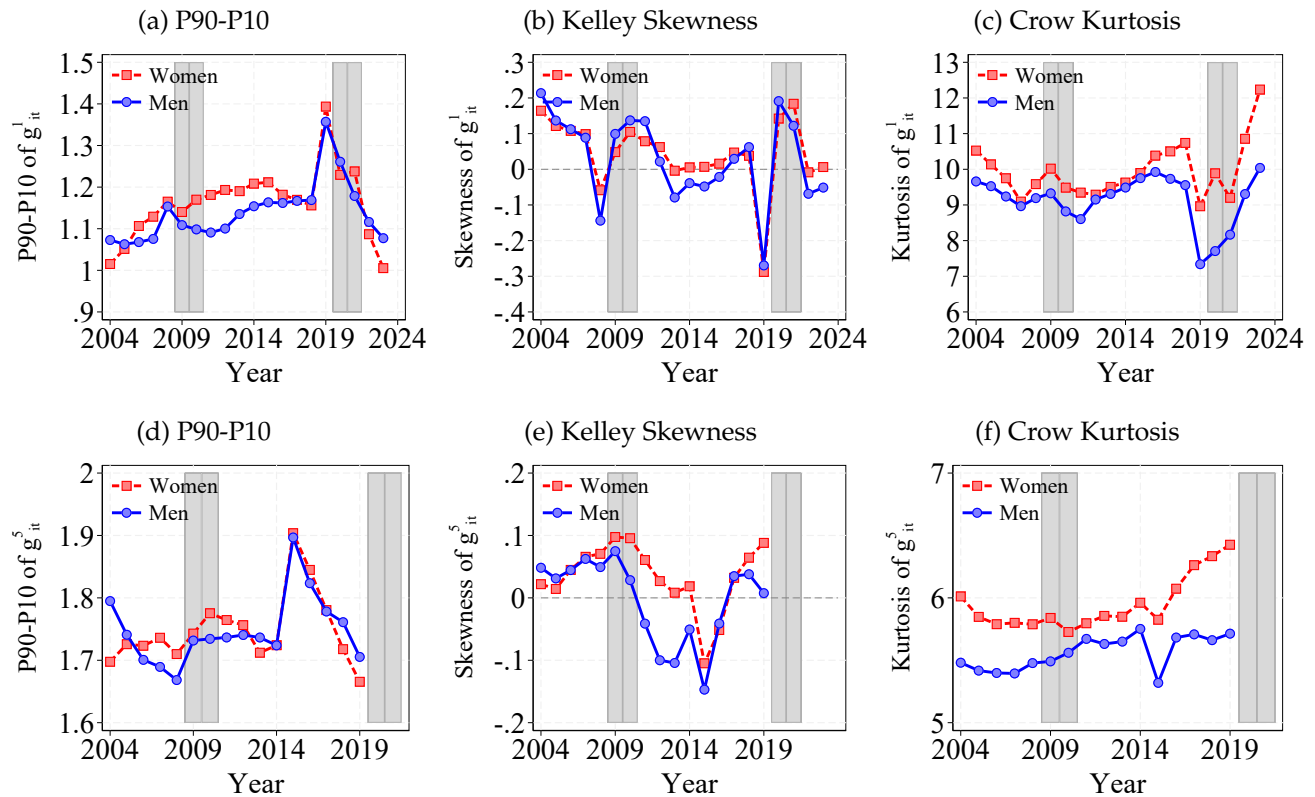 (a) P90-P10
1.5
1.4
1.3
1.2
1.1
1
.9
P90-P10 of g¹ᵢₜ
Women
Men
2004 2009 2014 2019 2024
Year
(b) Kelley Skewness
.3
.2
.1
0
-.1
-.2
-.3
-.4
Skewness of g¹ᵢₜ
Women
Men
2004 2009 2014 2019 2024
Year
(c) Crow Kurtosis
13
12
11
10
9
8
7
6
Kurtosis of g¹ᵢₜ
Women
Men
2004 2009 2014 2019 2024
Year
(d) P90-P10
2
1.9
1.8
1.7
1.6
P90-P10 of g⁵ᵢₜ
Women
Men
2004 2009 2014 2019
Year
(e) Kelley Skewness
.2
.1
0
-.1
-.2
Skewness of g⁵ᵢₜ
Women
Men
2004 2009 2014 2019
Year
(f) Crow Kurtosis
7
6
5
Kurtosis of g⁵ᵢₜ
Women
Men
2004 2009 2014 2019
Year